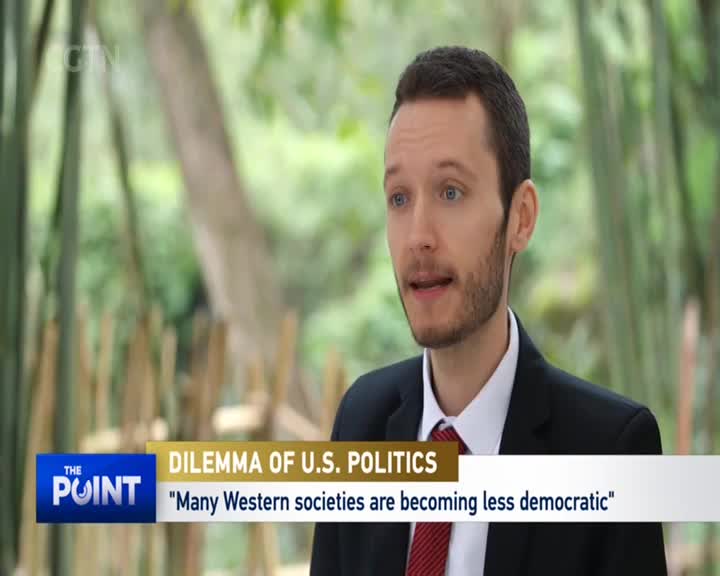 CGTN
DILEMMA OF U.S. POLITICS
THE
POINT
"Many Western societies are becoming less democratic"